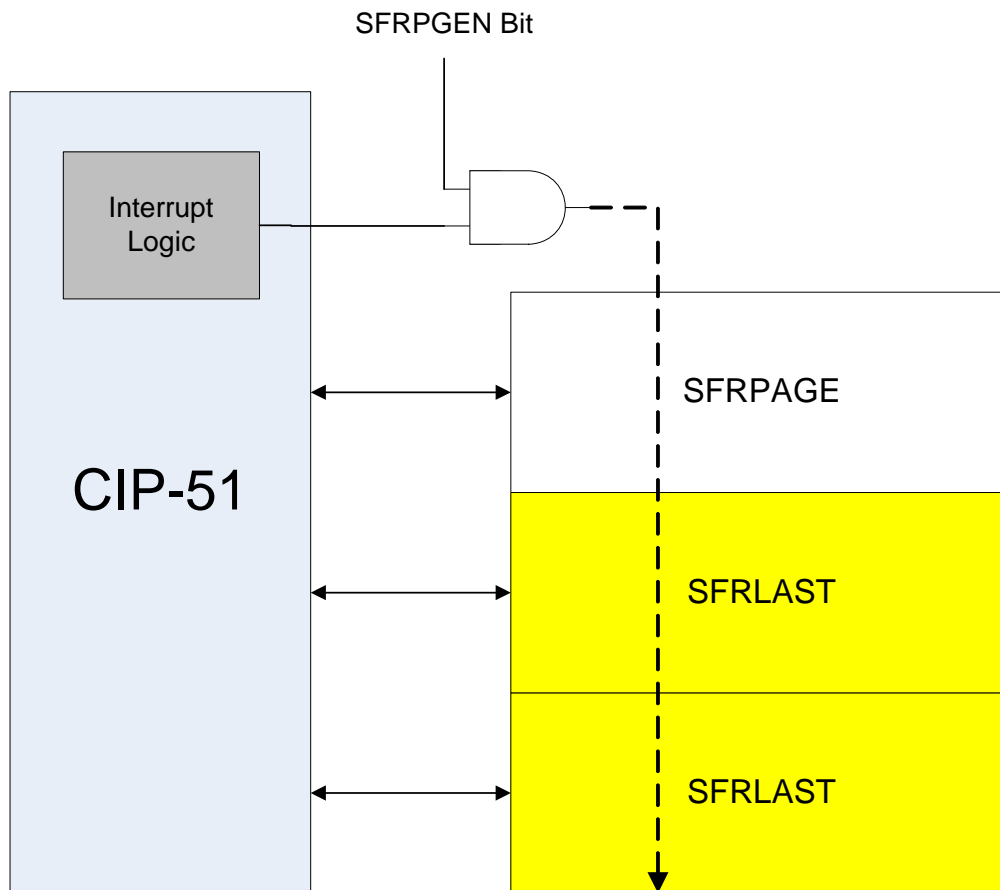 SFRPGEN Bit
Interrupt
Logic
SFRPAGE
CIP-51
SFRLAST
SFRLAST